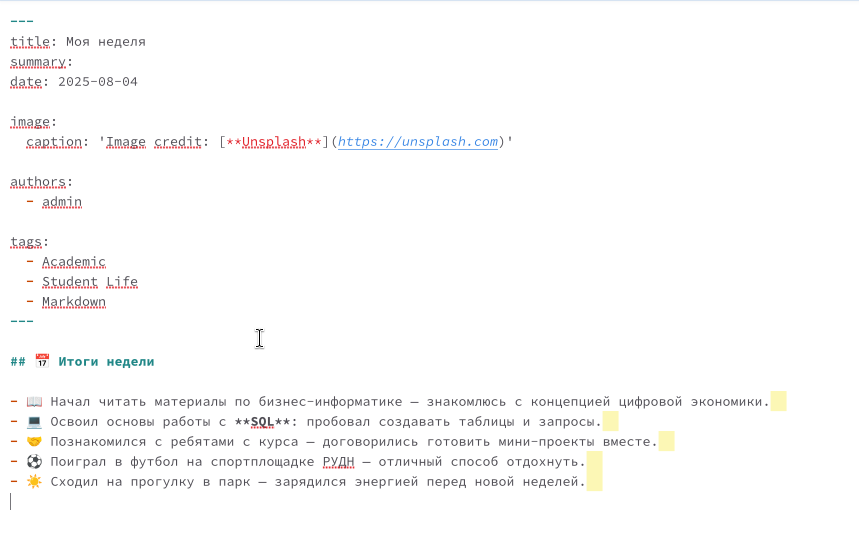 ---
title: Моя неделя
summary:
date: 2025-08-04

image:
  caption: 'Image credit: [**Unsplash**](https://unsplash.com)'

authors:
  - admin

tags:
  - Academic
  - Student Life
  - Markdown
---

## 📅 Итоги недели

- 📖 Начал читать материалы по бизнес-информатике — знакомлюсь с концепцией цифровой экономики.
- 💻 Освоил основы работы с **SQL**: пробовал создавать таблицы и запросы.
- 🤝 Познакомился с ребятами с курса — договорились готовить мини-проекты вместе.
- ⚽ Поиграл в футбол на спортплощадке РУДН — отличный способ отдохнуть.
- ☀️ Сходил на прогулку в парк — зарядился энергией перед новой неделей.